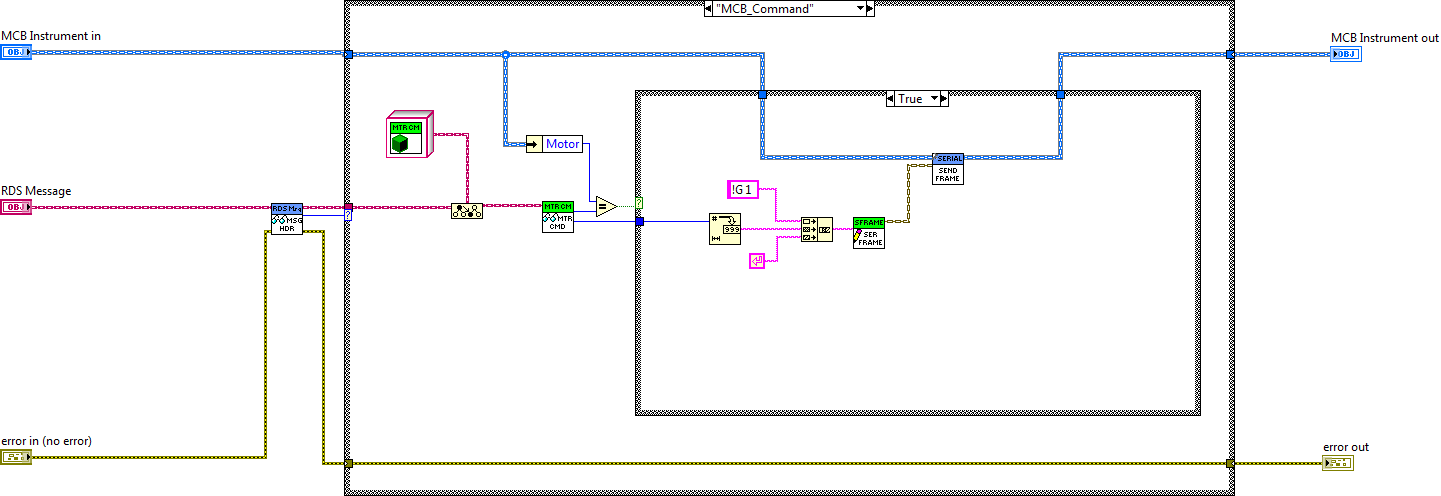 "MCB_Command"
MCB Instrument in
OBJ
MCB Instrument out
OBJ
True
MTR CM
Motor
SERIAL
SEND
FRAME
RDS Message
OBJ
RDS Msg
MSG
HDR
?
MTR CM
MTR
CMD
=
?
!G 1
#
999
SFRAME
SER
FRAME
error in (no error)
error out